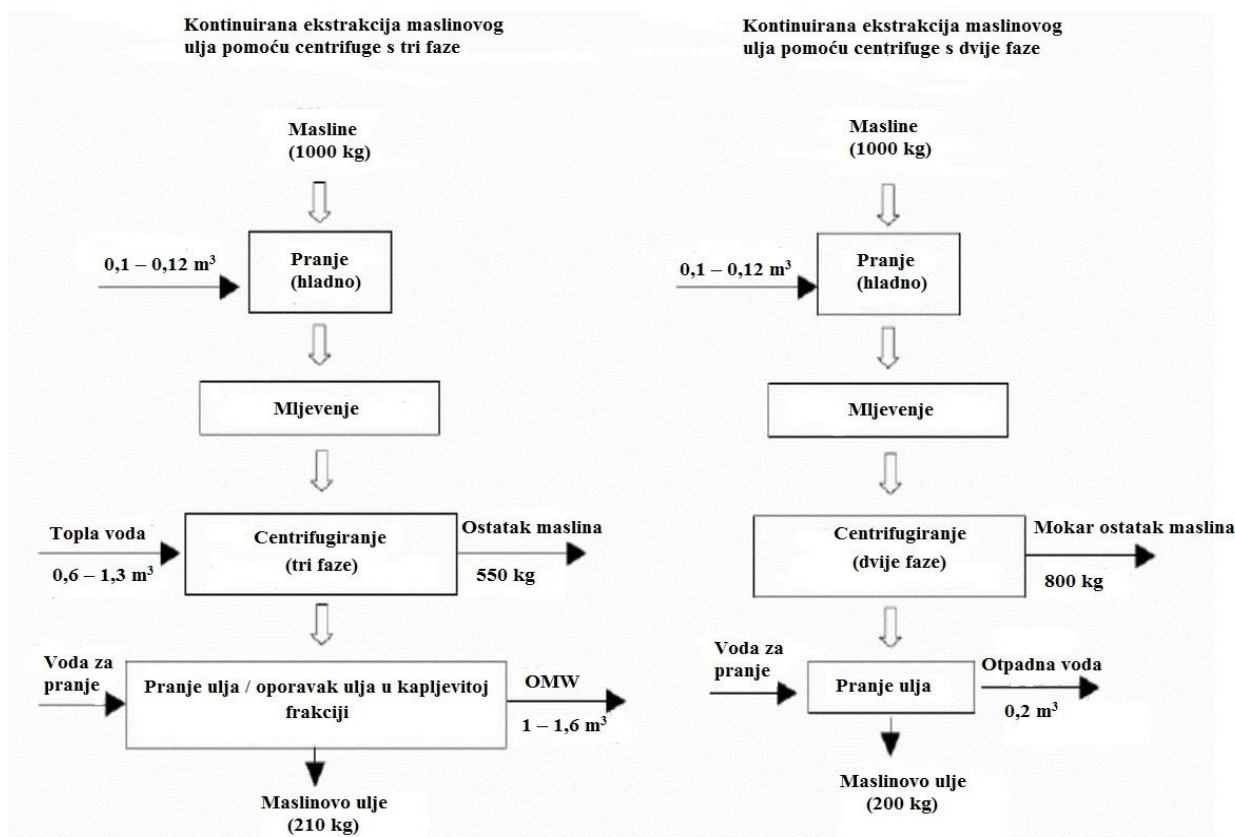 Kontinuirana ekstrakcija maslinovog
ulja pomoću centrifuge s tri faze
Masline
(1000 kg)
0,1 – 0,12 m³
Pranje
(hladno)
Mljevenje
Topla voda
0,6 – 1,3 m³
Centrifugiranje
(tri faze)
Ostatak maslina
550 kg
Voda za
pranje
Pranje ulja / oporavak ulja u kapljevitoj
frakciji
OMW
1 – 1,6 m³
Maslinovo ulje
(210 kg)
Kontinuirana ekstrakcija maslinovog
ulja pomoću centrifuge s dvije faze
Masline
(1000 kg)
0,1 – 0,12 m³
Pranje
(hladno)
Mljevenje
Centrifugiranje
(dvije faze)
Mokar ostatak maslina
800 kg
Voda za
pranje
Pranje ulja
Otpadna voda
0,2 m³
Maslinovo ulje
(200 kg)